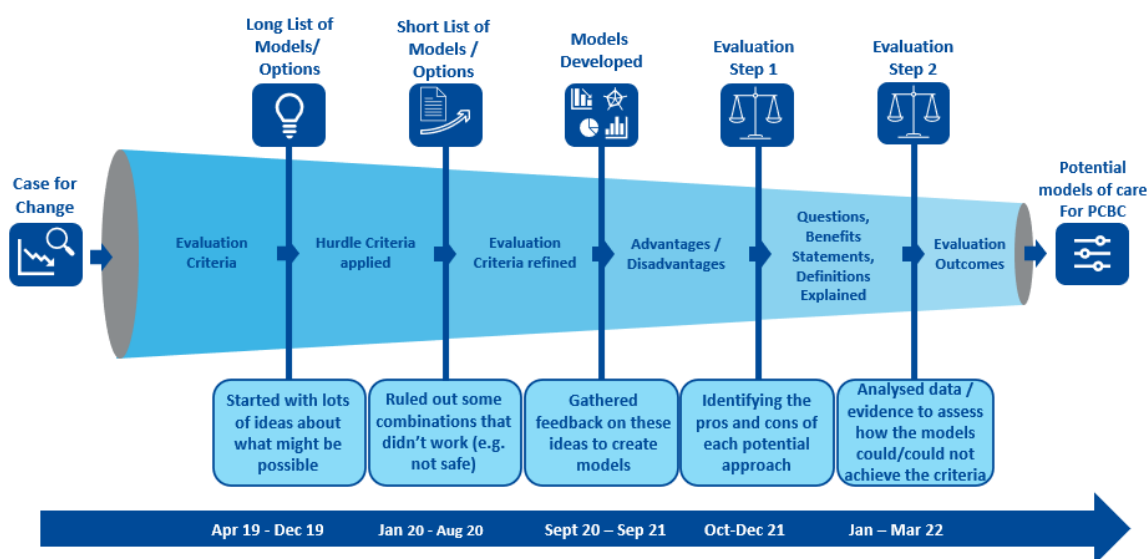 Long List of
Models/
Options
Short List of
Models /
Options
Models
Developed
Evaluation
Step 1
Evaluation
Step 2
Case for
Change
Potential
models of care
For PCBC
Evaluation
Criteria
Hurdle Criteria
applied
Evaluation
Criteria refined
Advantages /
Disadvantages
Questions,
Benefits
Statements,
Definitions
Explained
Evaluation
Outcomes
Started with lots
of ideas about
what might be
possible
Ruled out some
combinations that
didn't work (e.g.
not safe)
Gathered
feedback on these
ideas to create
models
Identifying the
pros and cons of
each potential
approach
Analysed data /
evidence to assess
how the models
could/could not
achieve the criteria
Apr 19 - Dec 19
Jan 20 - Aug 20
Sept 20 – Sep 21
Oct-Dec 21
Jan – Mar 22